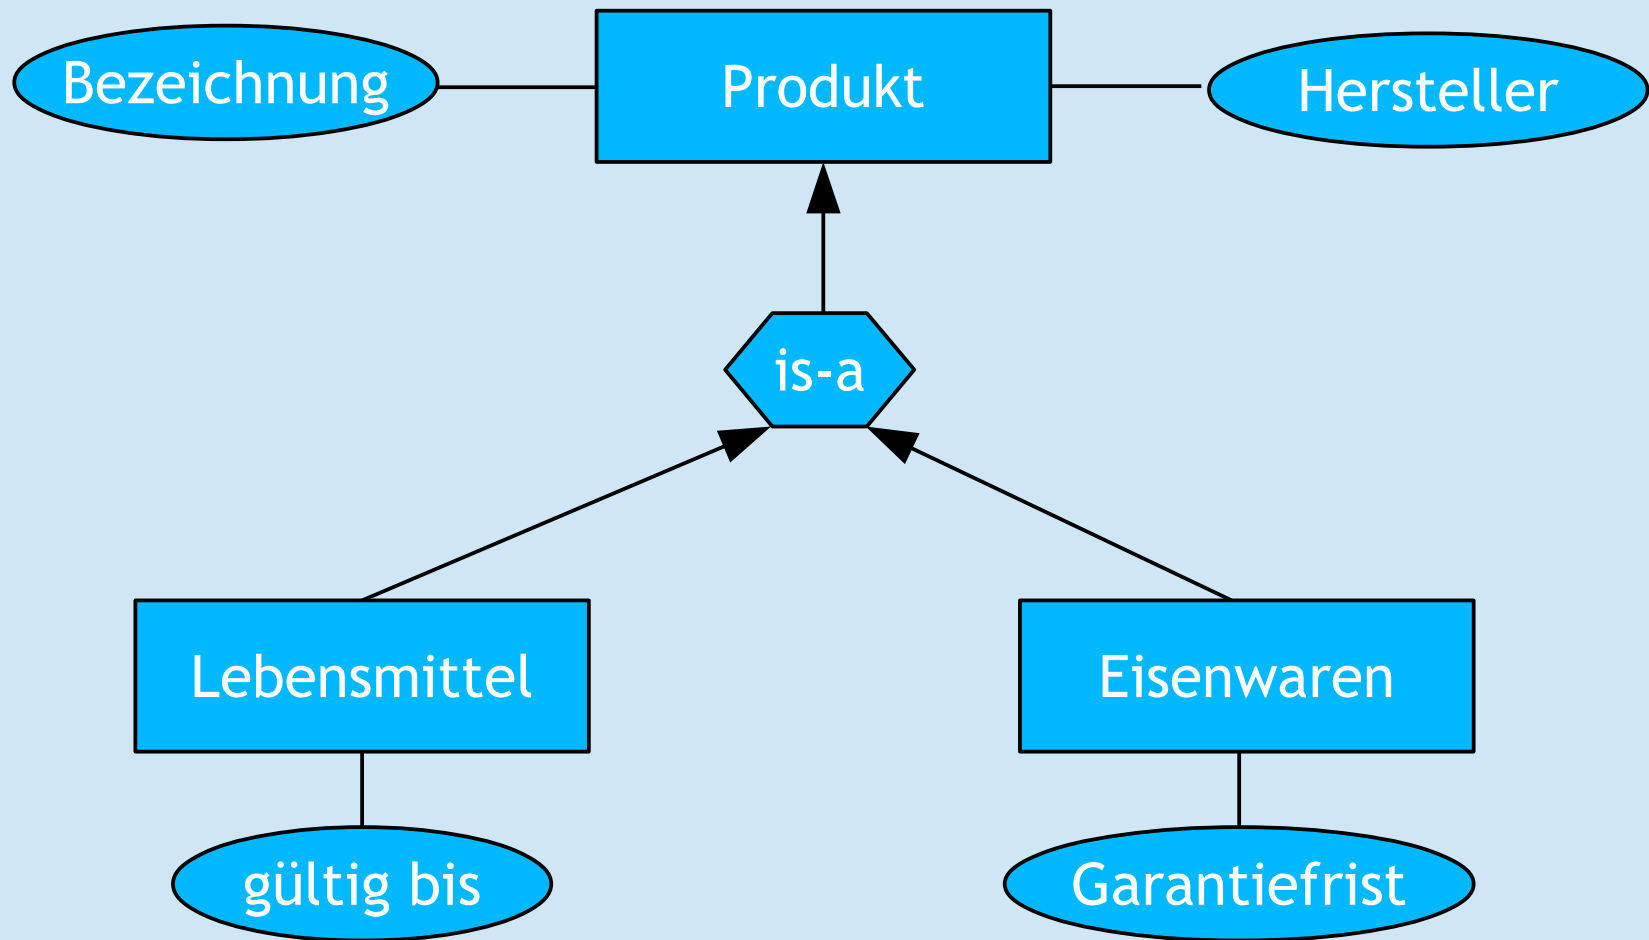 Bezeichnung
Produkt
Hersteller
is-a
Lebensmittel
Eisenwaren
gültig bis
Garantiefrist